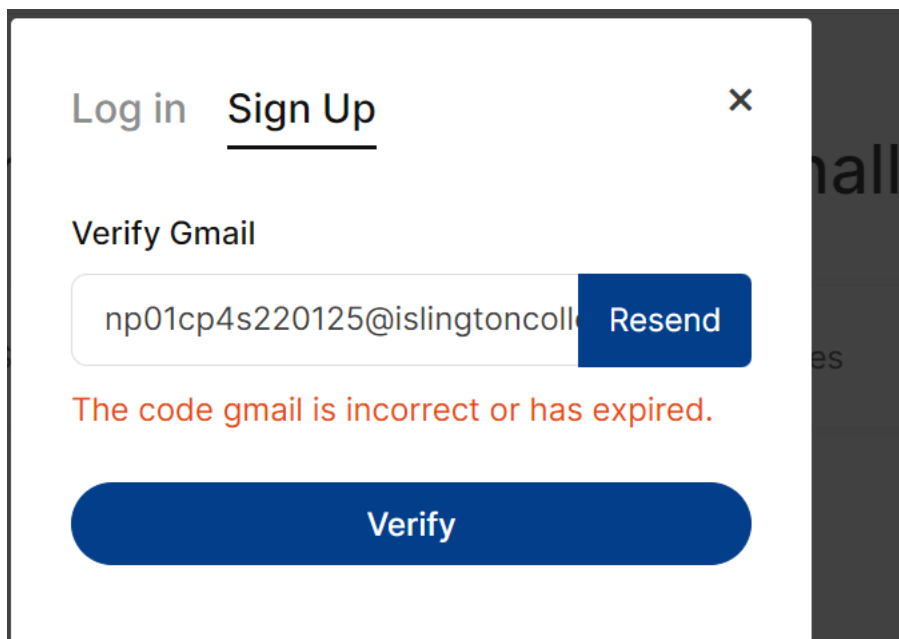 Log in Sign Up ×
Verify Gmail
np01cp4s220125@islingtoncoll Resend
The code gmail is incorrect or has expired.
Verify